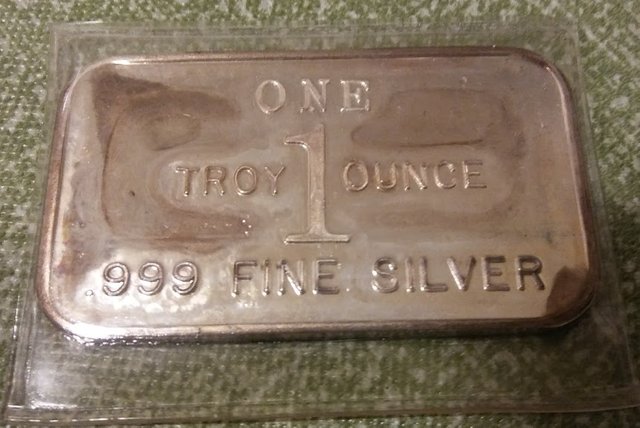 ONE
TROY 1 OUNCE
.999 FINE SILVER